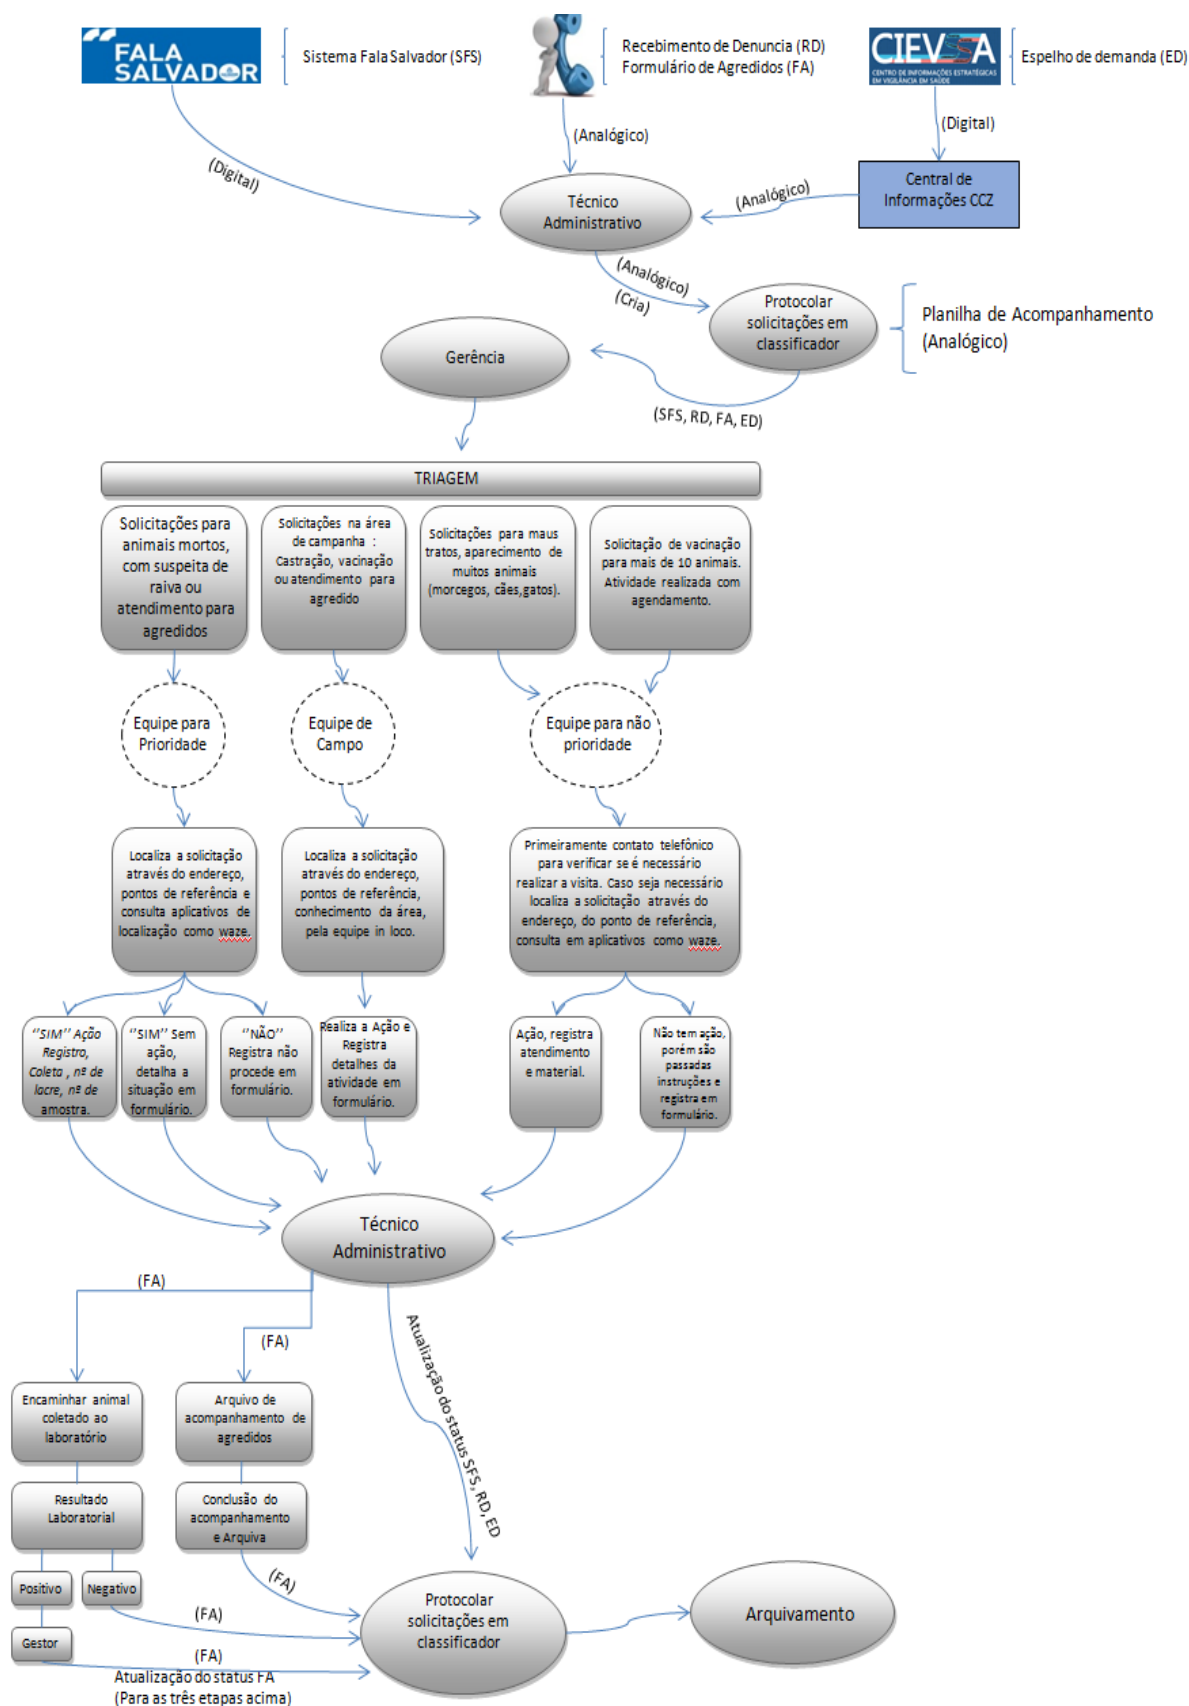 FALA
SALVADOR
Sistema Fala Salvador (SFS)
Recebimento de Denuncia (RD)
Formulário de Agredidos (FA)
CIEVSSA
CENTRO DE INFORMAÇÕES ESTRATÉGICAS
EM VIGILÂNCIA EM SAÚDE
Espelho de demanda (ED)
(Digital)
(Analógico)
(Digital)
Central de
Informações CCZ
(Analógico)
Técnico
Administrativo
(Analógico)
(Cria)
Protocolar
solicitações em
classificador
Planilha de Acompanhamento
(Analógico)
Gerência
(SFS, RD, FA, ED)
TRIAGEM
Solicitações para
animais mortos,
com suspeita de
raiva ou
atendimento para
agredidos
Solicitações na área
de campanha :
Castração, vacinação
ou atendimento para
agredido
Solicitações para maus
tratos, aparecimento de
muitos animais
(morcegos, cães,gatos).
Solicitação de vacinação
para mais de 10 animais.
Atividade realizada com
agendamento.
Equipe para
Prioridade
Equipe de
Campo
Equipe para não
prioridade
Localiza a solicitação
através do endereço,
pontos de referência e
consulta aplicativos de
localização como waze.
Localiza a solicitação
através do endereço,
pontos de referência,
conhecimento da área,
pela equipe in loco.
Primeiramente contato telefônico
para verificar se é necessário
realizar a visita. Caso seja necessário
localiza a solicitação através do
endereço, do ponto de referência,
consulta em aplicativos como waze.
‘’SIM’’ Ação
Registro,
Coleta , nº de
lacre, nº de
amostra.
‘’SIM’’ Sem
ação,
detalha a
situação em
formulário.
‘’NÃO’’
Registra não
procede em
formulário.
Realiza a Ação e
Registra
detalhes da
atividade em
formulário.
Ação, registra
atendimento
e material.
Não tem ação,
porém são
passadas
instruções e
registra em
formulário.
Técnico
Administrativo
(FA)
(FA)
Atualização do status SFS, RD, ED
Encaminhar animal
coletado ao
laboratório
Arquivo de
acompanhamento de
agredidos
Resultado
Laboratorial
Conclusão do
acompanhamento
e Arquiva
Positivo
Negativo
(FA)
(FA)
Gestor
(FA)
Atualização do status FA
(Para as três etapas acima)
Protocolar
solicitações em
classificador
Arquivamento